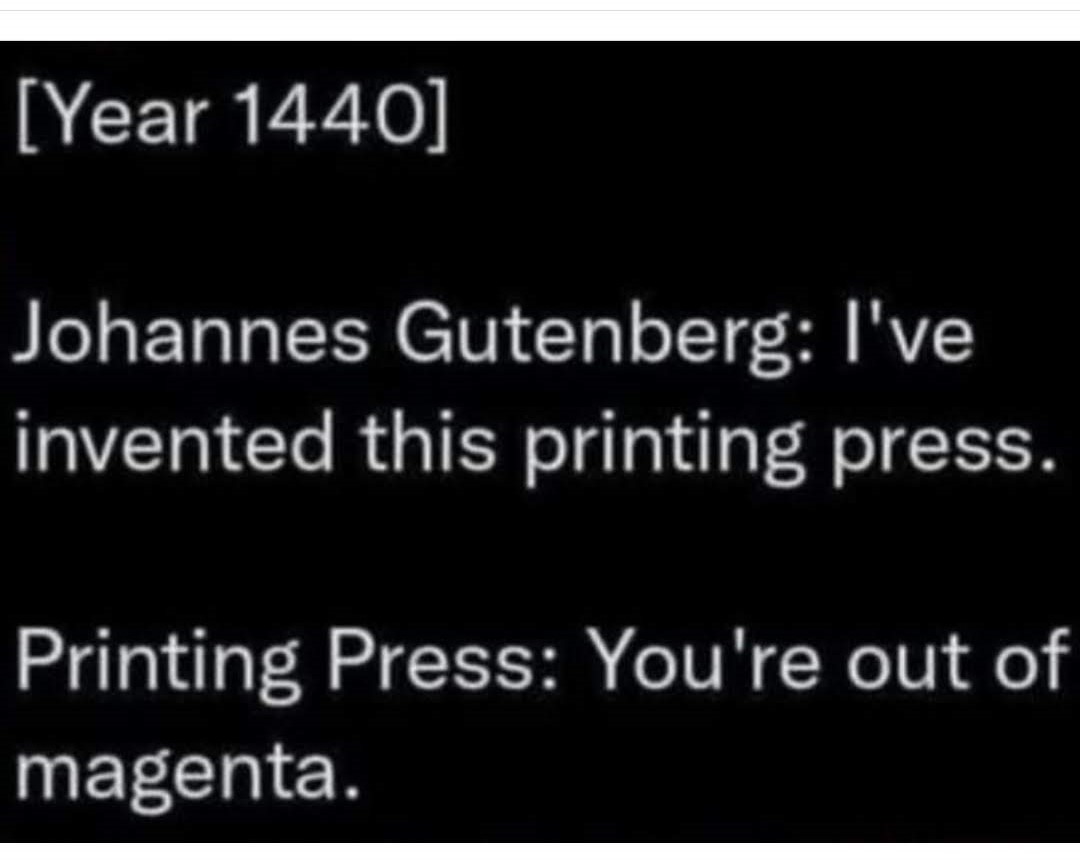 [Year 1440]
Johannes Gutenberg: I've
invented this printing press.
Printing Press: You're out of
magenta.